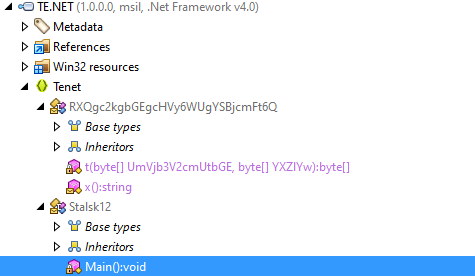 TE.NET (1.0.0.0, msil, .Net Framework v4.0)
Metadata
References
Win32 resources
Tenet
RXQgc2kgbGEgcHVy6WUgYSBjcmFt6Q
Base types
Inheritors
t(byte[] UmVjb3V2cmUtbGE, byte[] YXZlYw):byte[]
x():string
Stalsk12
Base types
Inheritors
Main():void